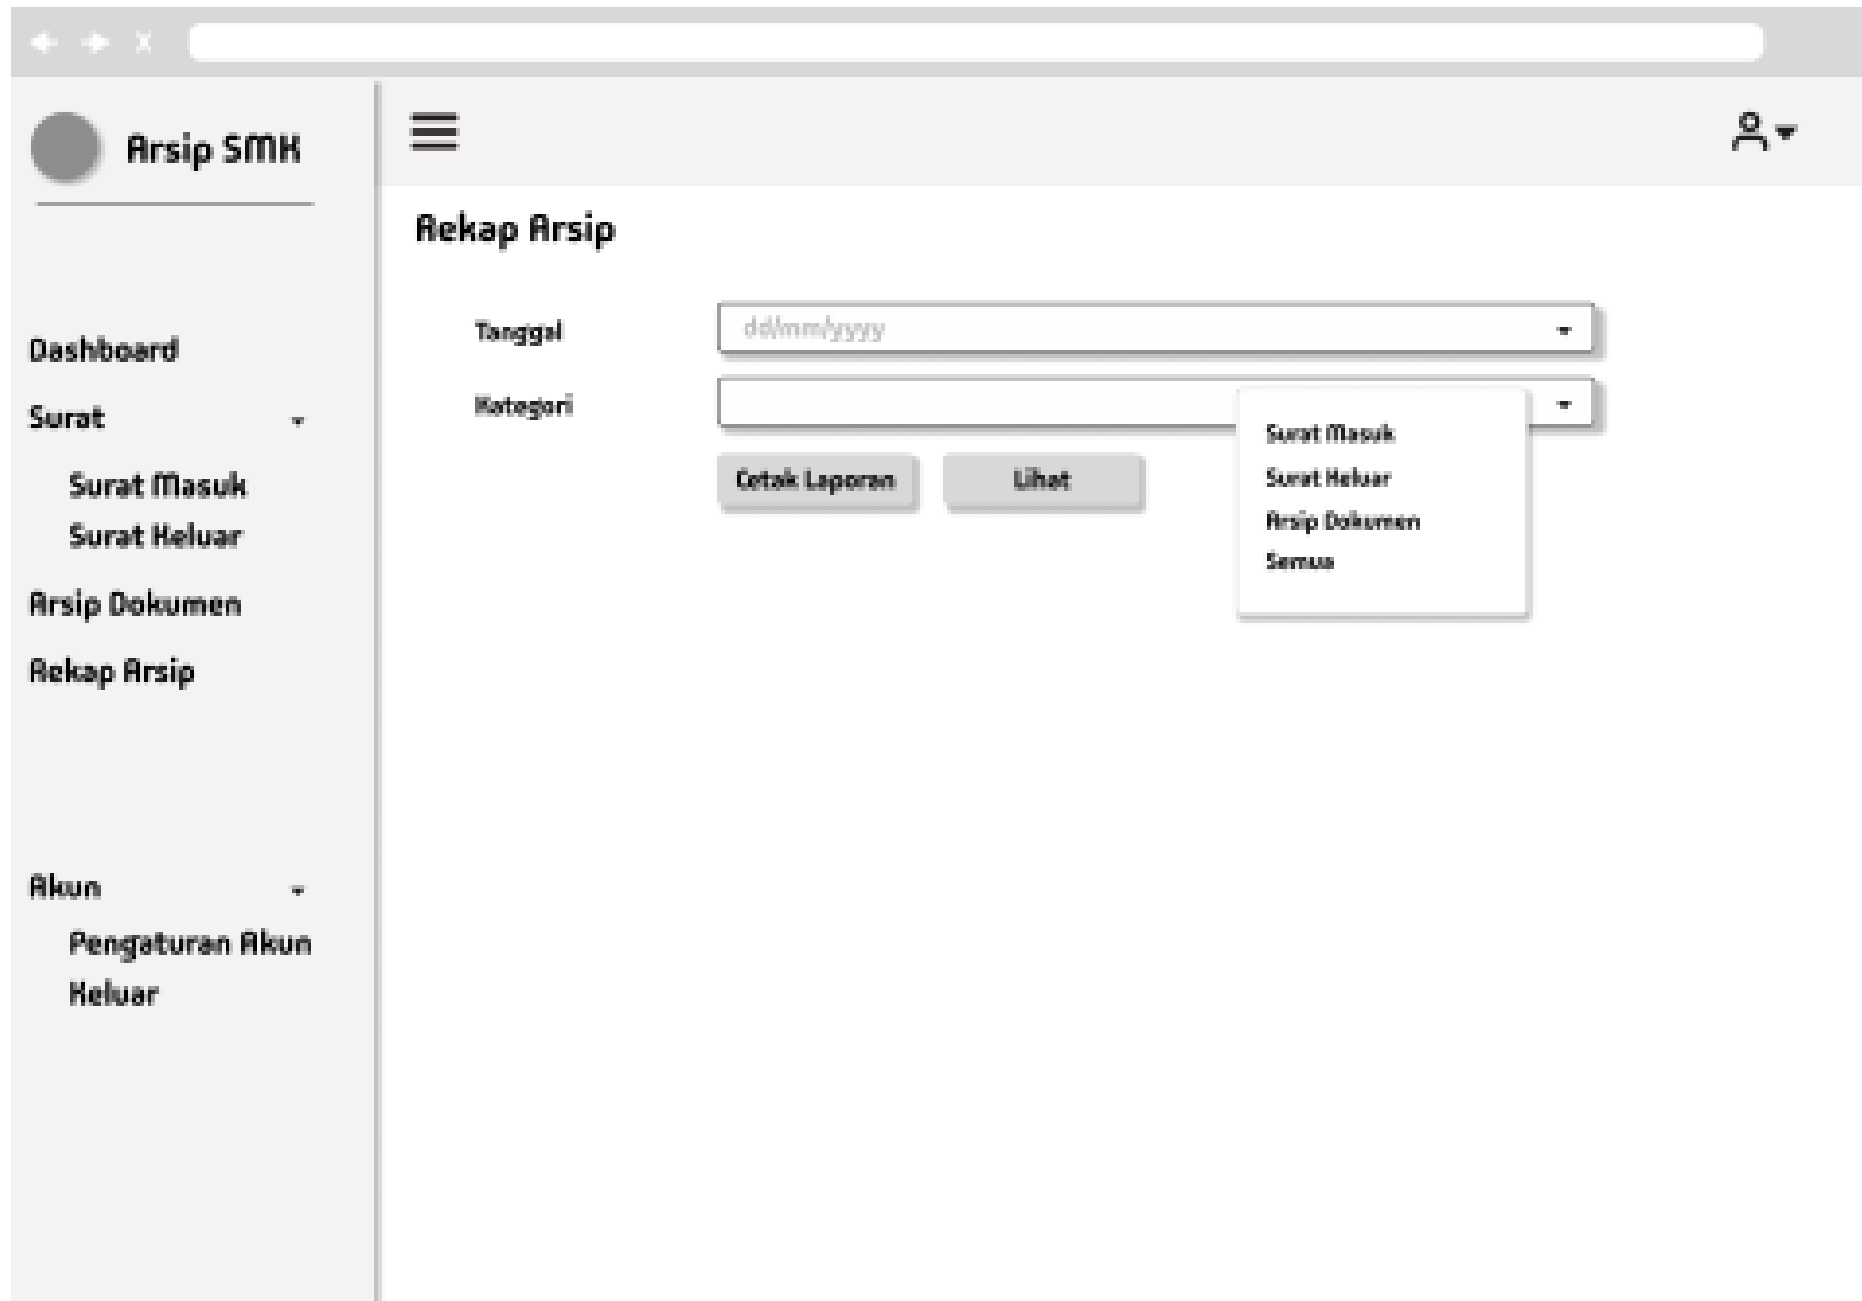 X
Arsip SMK
Dashboard
Surat
Surat Masuk
Surat Keluar
Arsip Dokumen
Rekap Arsip
Akun
Pengaturan Akun
Keluar
Rekap Arsip
Tanggal
dd/mm/yyyy
Kategori
Cetak Laporan
Lihat
Surat Masuk
Surat Keluar
Arsip Dokumen
Semua